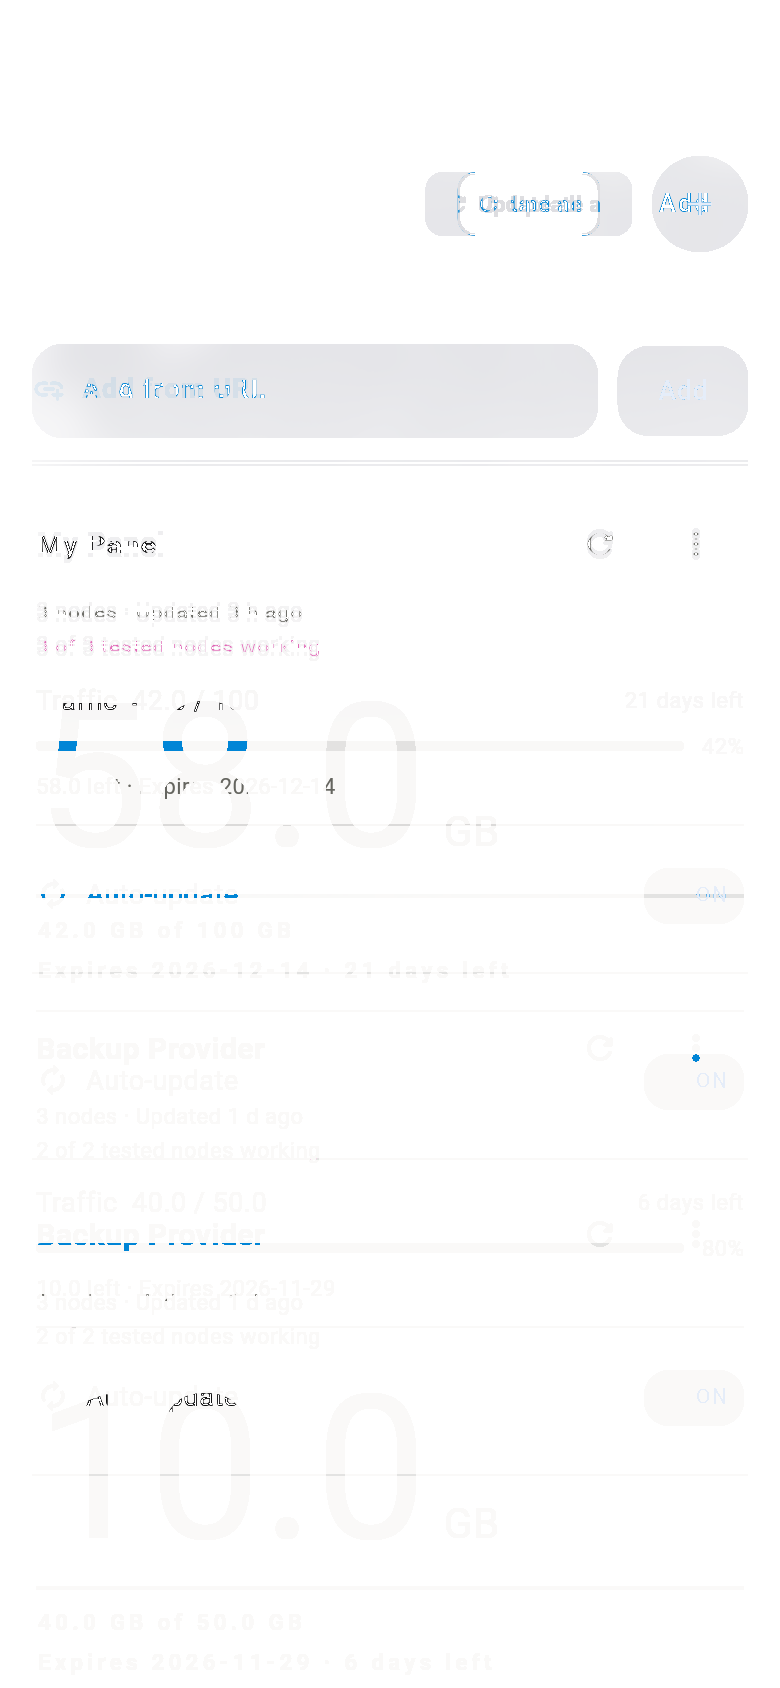 Add
Add from URL
Add
My Panel
3 nodes · Updated 3 h ago
3 of 3 tested nodes working
Traffic 42.0 / 100
21 days left
58.0 GB
42%
58.0 left · Expires 2026-12-14
Auto-update
ON
42.0 GB of 100 GB
Expires 2026-12-14 · 21 days left
Backup Provider
Auto-update
ON
3 nodes · Updated 1 d ago
2 of 2 tested nodes working
Traffic 40.0 / 50.0
6 days left
Backup Provider
80%
10.0 left · Expires 2026-11-29
3 nodes · Updated 1 d ago
2 of 2 tested nodes working
Auto-update
ON
10.0 GB
40.0 GB of 50.0 GB
Expires 2026-11-29 · 6 days left